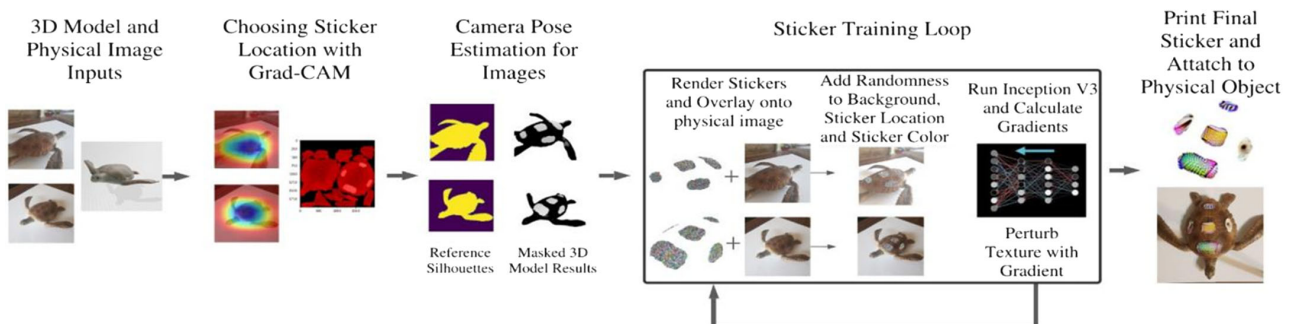 3D Model and
Physical Image
Inputs
Choosing Sticker
Location with
Grad-CAM
Camera Pose
Estimation for
Images
Reference
Silhouettes
Masked 3D
Model Results
Sticker Training Loop
Render Stickers
and Overlay onto
physical image
Add Randomness
to Background,
Sticker Location
and Sticker Color
Run Inception V3
and Calculate
Gradients
+
+
Perturb
Texture with
Gradient
Print Final
Sticker and
Attatch to
Physical Object